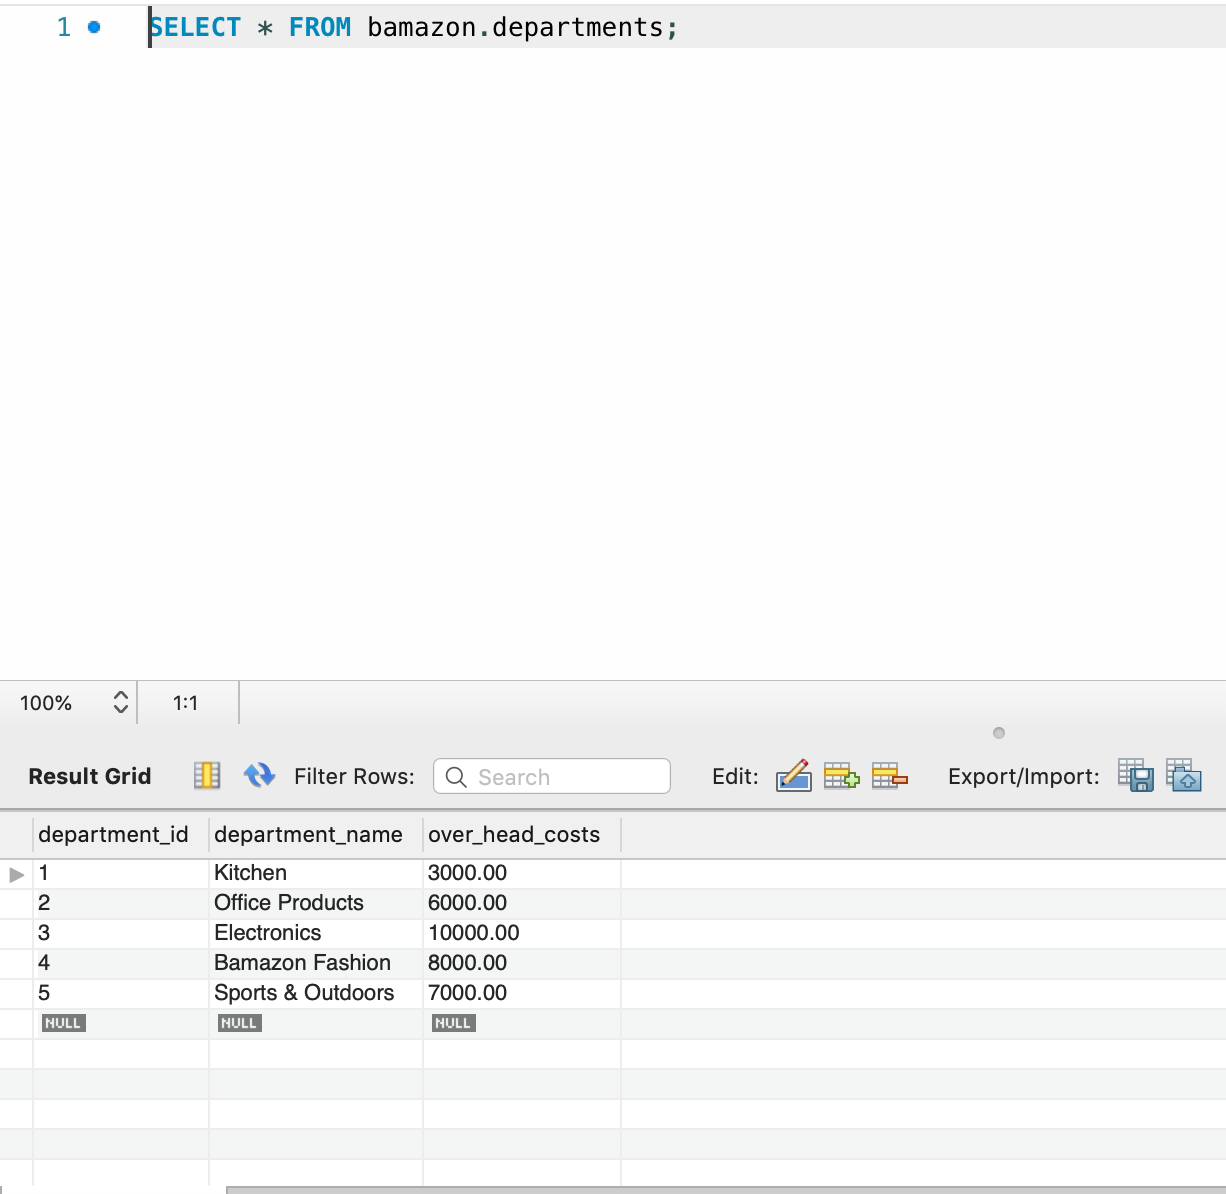 1 SELECT * FROM bamazon.departments;
100% 1:1
Result Grid Filter Rows: Search Edit: Export/Import:
department_id department_name over_head_costs
1 Kitchen 3000.00
2 Office Products 6000.00
3 Electronics 10000.00
4 Bamazon Fashion 8000.00
5 Sports & Outdoors 7000.00
NULL NULL NULL